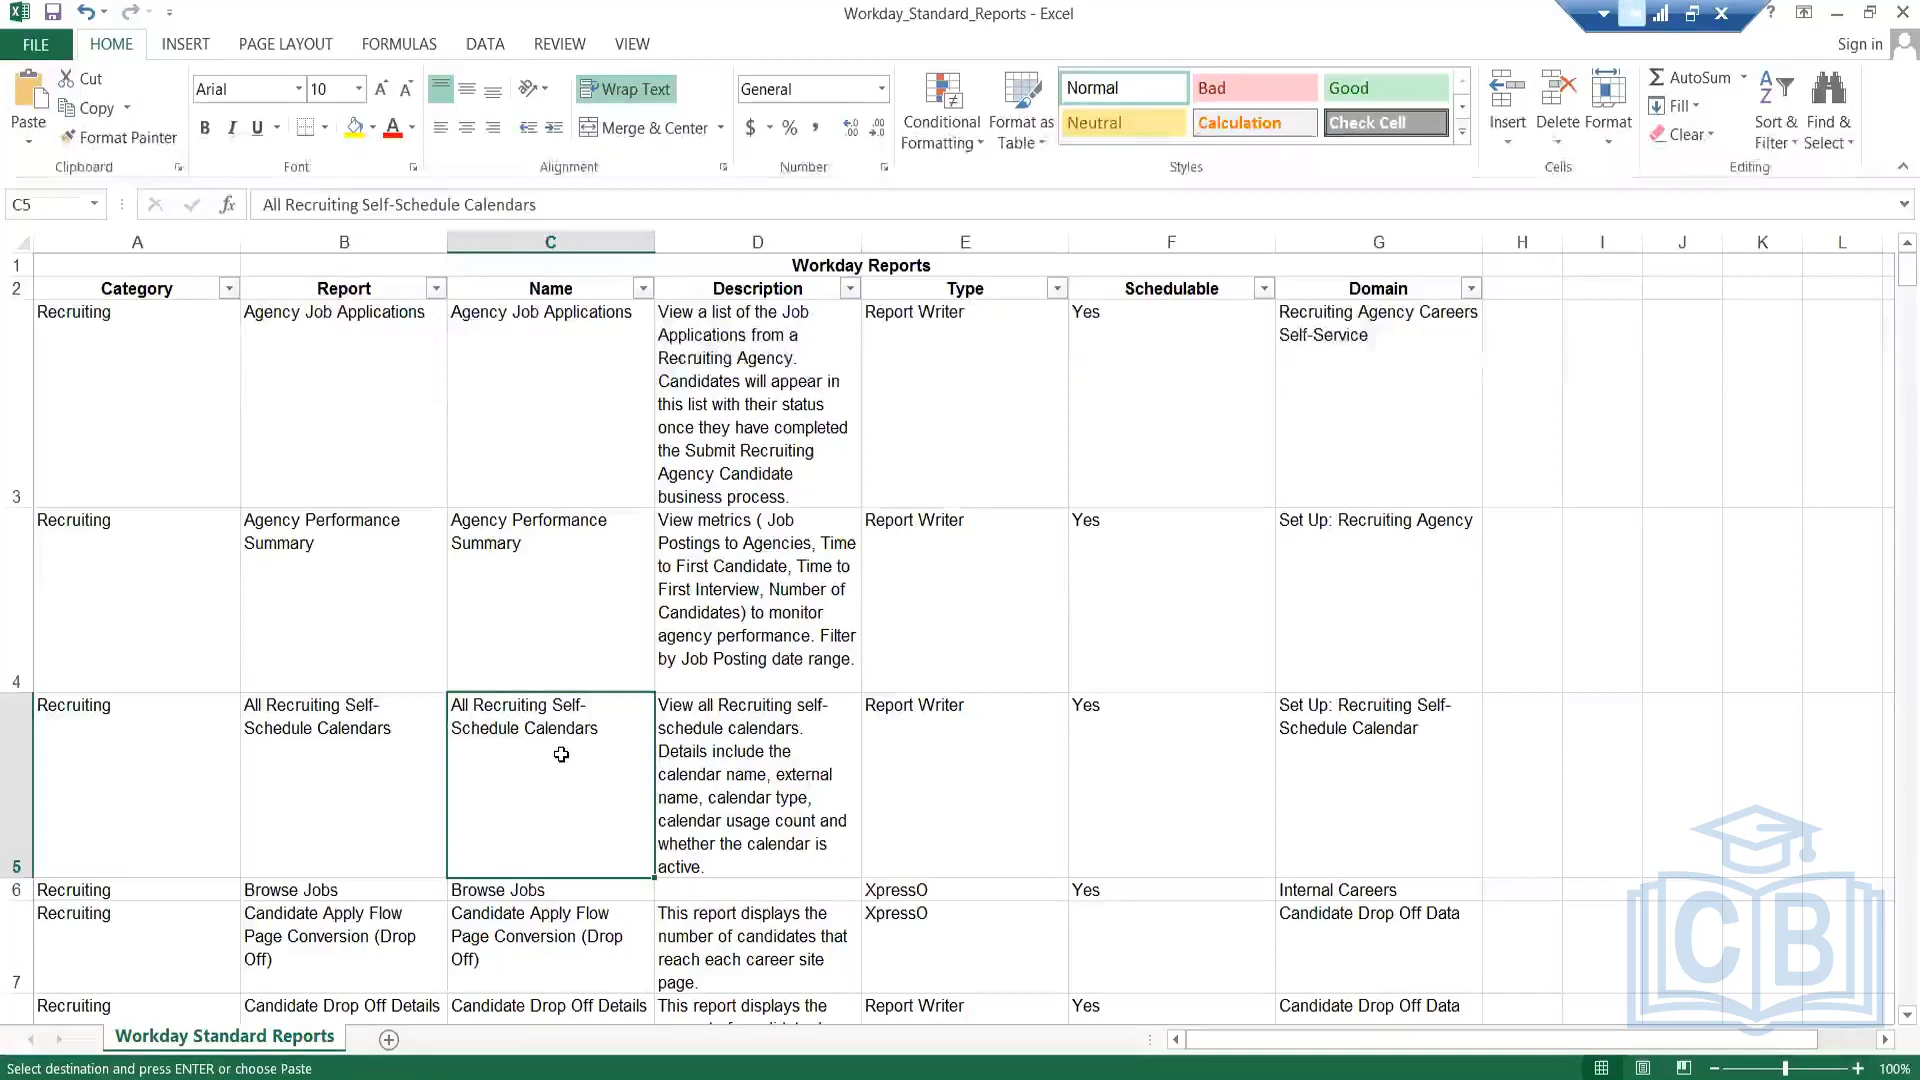 Workday_Standard_Reports - Excel
FILE HOME INSERT PAGE LAYOUT FORMULAS DATA REVIEW VIEW
Sign in
Paste
Cut
Copy
Format Painter
Clipboard
Arial 10
B I U
Font
Wrap Text
Merge & Center
Alignment
General
$ % ,
Number
Conditional Formatting
Format as Table
Normal Bad Good
Neutral Calculation Check Cell
Styles
Insert Delete Format
Cells
AutoSum
Fill
Clear
Sort & Filter
Find & Select
Editing
C5 fx All Recruiting Self-Schedule Calendars
A B C D E F G H I J K L
1 Workday Reports
2 Category Report Name Description Type Schedulable Domain
3
Recruiting
Agency Job Applications
Agency Job Applications
View a list of the Job
Applications from a
Recruiting Agency.
Candidates will appear in
this list with their status
once they have completed
the Submit Recruiting
Agency Candidate
business process.
Report Writer
Yes
Recruiting Agency Careers
Self-Service
4
Recruiting
Agency Performance
Summary
Agency Performance
Summary
View metrics ( Job
Postings to Agencies, Time
to First Candidate, Time to
First Interview, Number of
Candidates) to monitor
agency performance. Filter
by Job Posting date range.
Report Writer
Yes
Set Up: Recruiting Agency
5
Recruiting
All Recruiting Self-
Schedule Calendars
All Recruiting Self-
Schedule Calendars
View all Recruiting self-
schedule calendars.
Details include the
calendar name, external
name, calendar type,
calendar usage count and
whether the calendar is
active.
Report Writer
Yes
Set Up: Recruiting Self-
Schedule Calendar
6 Recruiting Browse Jobs Browse Jobs XpressO Yes Internal Careers
7
Recruiting
Candidate Apply Flow
Page Conversion (Drop
Off)
Candidate Apply Flow
Page Conversion (Drop
Off)
This report displays the
number of candidates that
reach each career site
page.
XpressO
Candidate Drop Off Data
Recruiting Candidate Drop Off Details Candidate Drop Off Details This report displays the Report Writer Yes Candidate Drop Off Data
CB
Workday Standard Reports
Select destination and press ENTER or choose Paste
100%